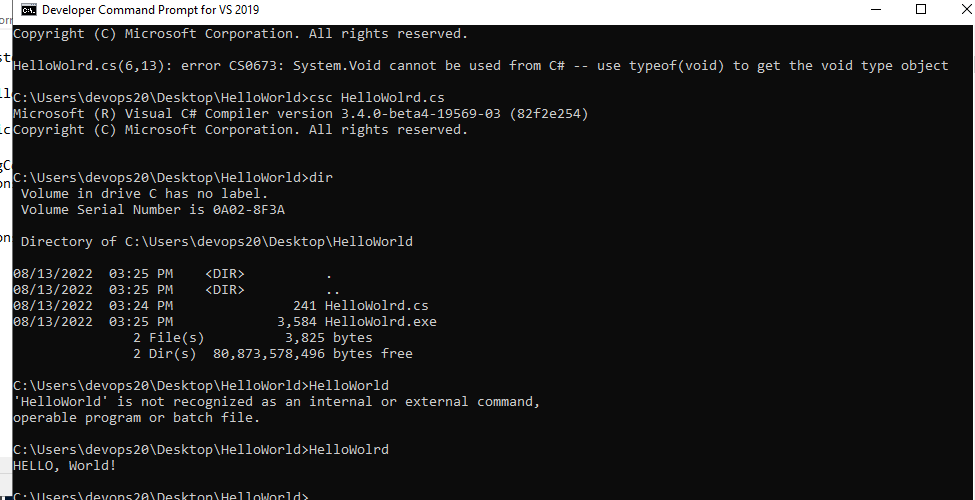 Developer Command Prompt for VS 2019
Copyright (C) Microsoft Corporation. All rights reserved.
HelloWolrd.cs(6,13): error CS0673: System.Void cannot be used from C# -- use typeof(void) to get the void type object
C:\Users\devops20\Desktop\HelloWorld>csc HelloWolrd.cs
Microsoft (R) Visual C# Compiler version 3.4.0-beta4-19569-03 (82f2e254)
Copyright (C) Microsoft Corporation. All rights reserved.
C:\Users\devops20\Desktop\HelloWorld>dir
Volume in drive C has no label.
Volume Serial Number is 0A02-8F3A
Directory of C:\Users\devops20\Desktop\HelloWorld
08/13/2022  03:25 PM    <DIR>          .
08/13/2022  03:25 PM    <DIR>          ..
08/13/2022  03:24 PM               241 HelloWolrd.cs
08/13/2022  03:25 PM             3,584 HelloWolrd.exe
2 File(s)          3,825 bytes
2 Dir(s)  80,873,578,496 bytes free
C:\Users\devops20\Desktop\HelloWorld>HelloWorld
'HelloWorld' is not recognized as an internal or external command,
operable program or batch file.
C:\Users\devops20\Desktop\HelloWorld>HelloWolrd
HELLO, World!
C:\Users\devops20\Desktop\HelloWorld>